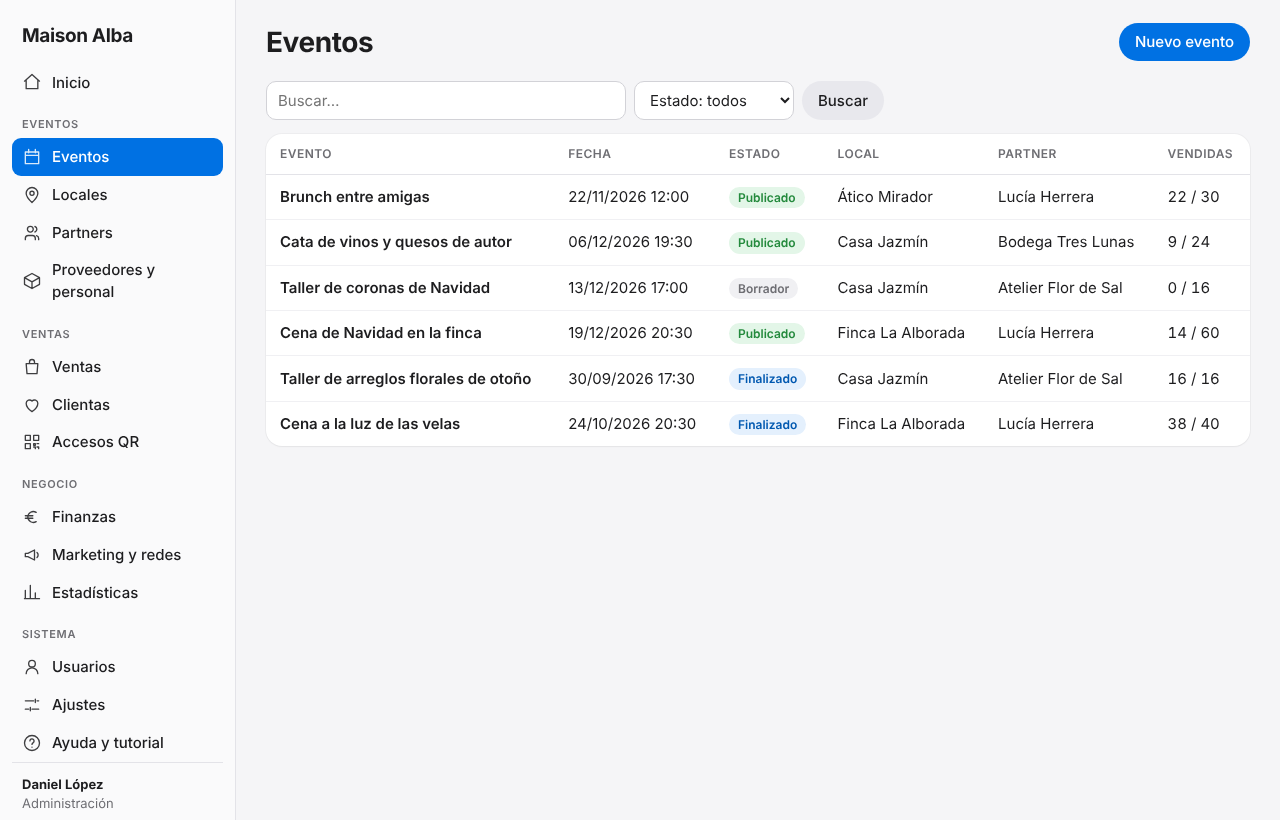 Maison Alba
Inicio
EVENTOS
Eventos
Locales
Partners
Proveedores y
personal
VENTAS
Ventas
Clientas
Accesos QR
NEGOCIO
Finanzas
Marketing y redes
Estadísticas
SISTEMA
Usuarios
Ajustes
Ayuda y tutorial
Daniel López
Administración
Eventos
Nuevo evento
Buscar...
Estado: todos
Buscar
EVENTO FECHA ESTADO LOCAL PARTNER VENDIDAS
Brunch entre amigas 22/11/2026 12:00 Publicado Ático Mirador Lucía Herrera 22 / 30
Cata de vinos y quesos de autor 06/12/2026 19:30 Publicado Casa Jazmín Bodega Tres Lunas 9 / 24
Taller de coronas de Navidad 13/12/2026 17:00 Borrador Casa Jazmín Atelier Flor de Sal 0 / 16
Cena de Navidad en la finca 19/12/2026 20:30 Publicado Finca La Alborada Lucía Herrera 14 / 60
Taller de arreglos florales de otoño 30/09/2026 17:30 Finalizado Casa Jazmín Atelier Flor de Sal 16 / 16
Cena a la luz de las velas 24/10/2026 20:30 Finalizado Finca La Alborada Lucía Herrera 38 / 40